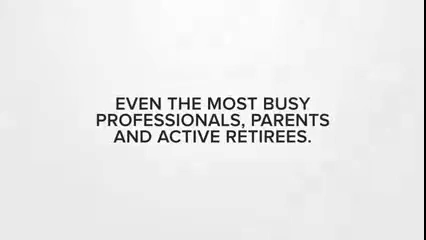 EVEN THE MOST BUSY
PROFESSIONALS, PARENTS
AND ACTIVE RETIREES.